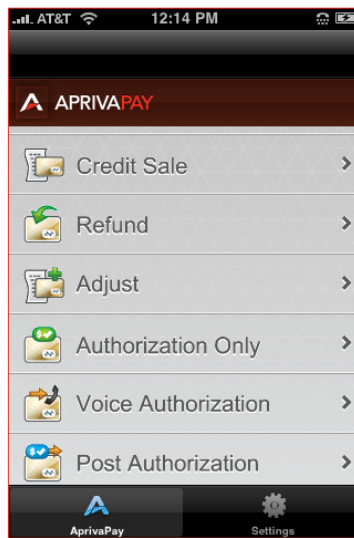 AT&T 12:14 PM
APRIVAPAY
Credit Sale
Refund
Adjust
Authorization Only
Voice Authorization
Post Authorization
AprivaPay Settings